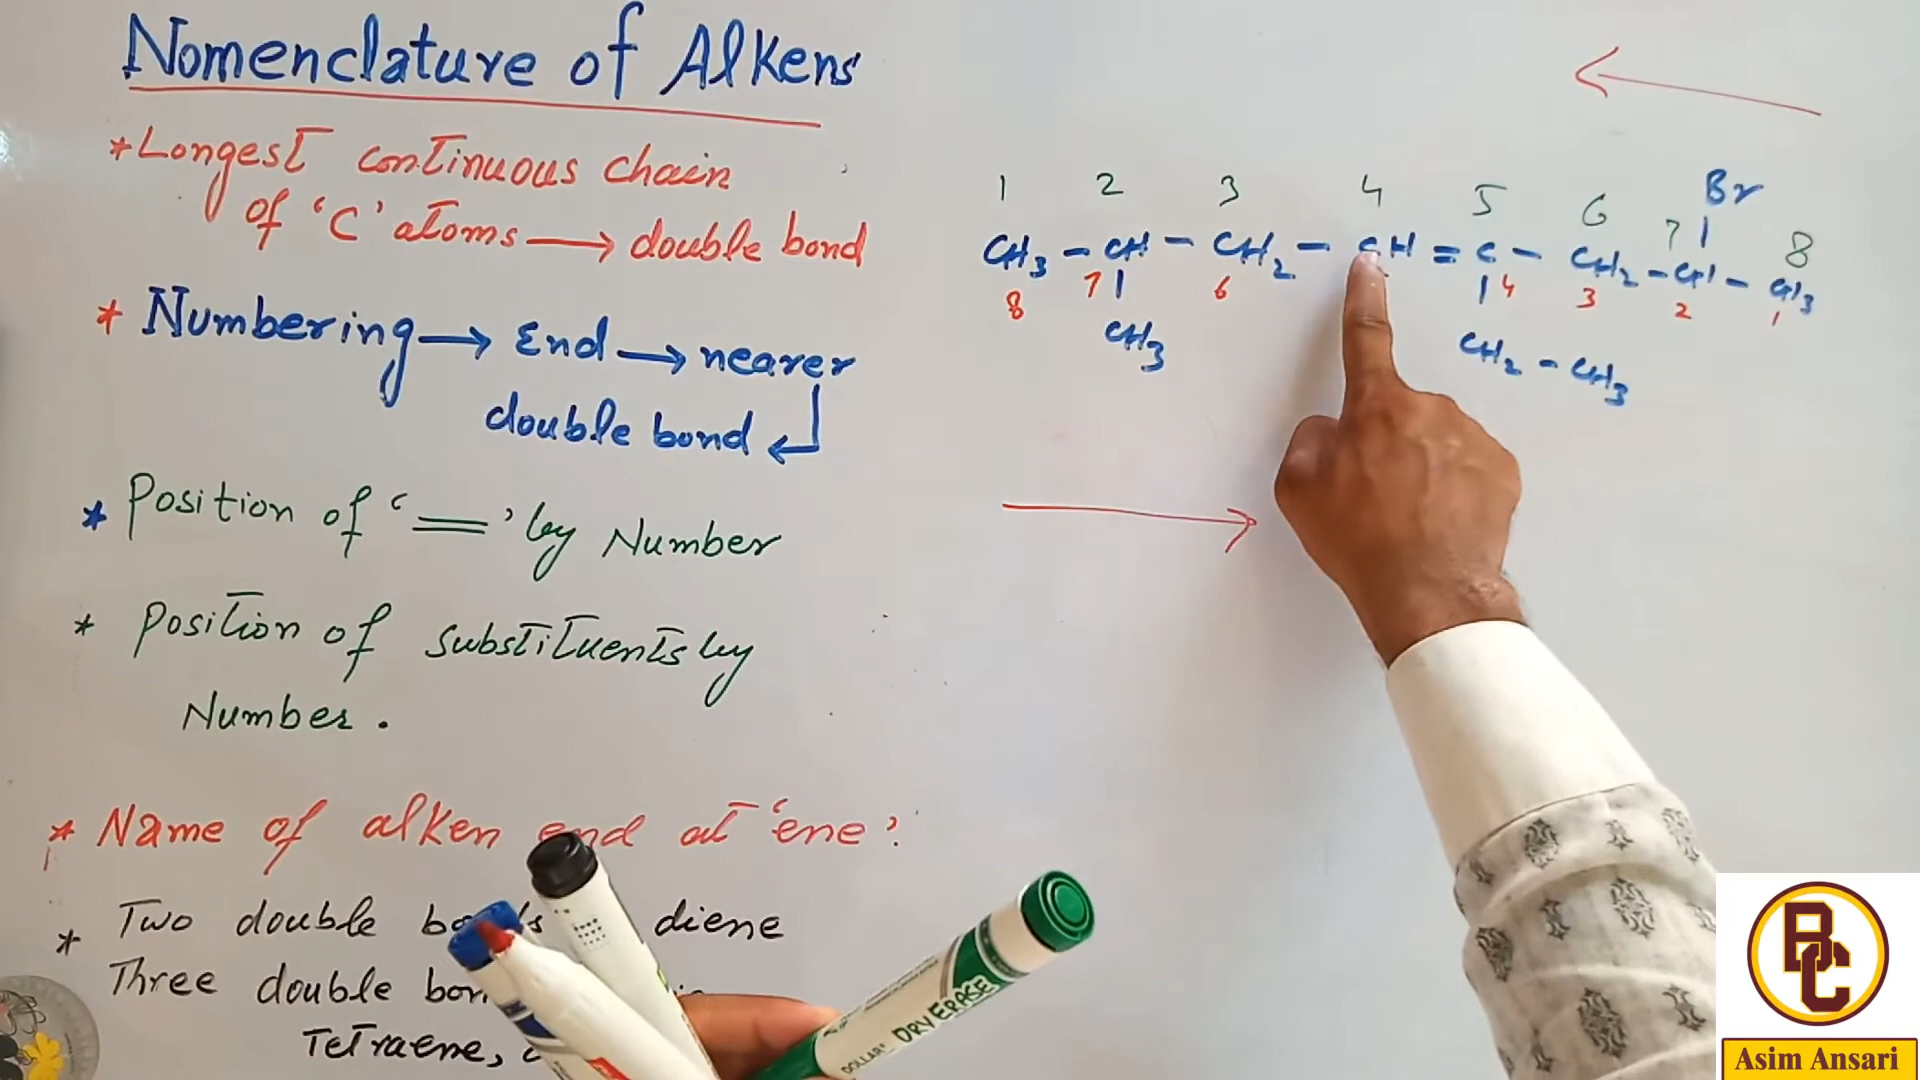 Nomenclature of Alkens
*Longest continuous chain
of 'C' atoms → double bond
* Numbering → End → nearer
double bond
* Position of '=' by Number
* Position of substituents by
Number.
* Name of alken end at 'ene'
* Two double diene
Three double
Tetraene,
Br
1 2 3 4 5 6 7 8
CH3 - CH - CH2 - CH = C - CH2 - CH - CH3
8 7 6 4 3 2 1
CH3 CH2 - CH3
DOLLAR DRY ERASE
BC
Asim Ansari